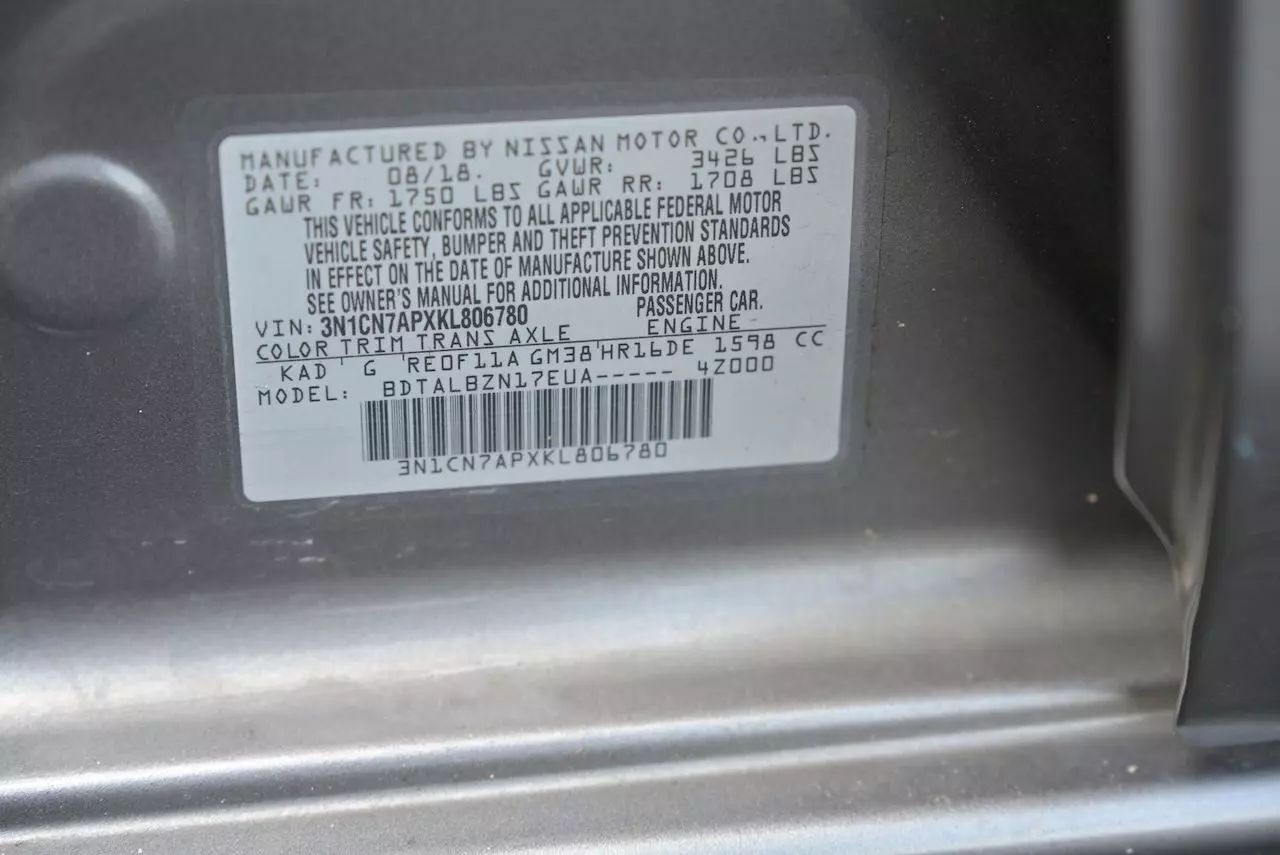 MANUFACTURED BY NISSAN MOTOR CO.,LTD.
DATE: 08/18. GVWR: 3426 LBS
GAWR FR: 1750 LBS GAWR RR: 1708 LBS
THIS VEHICLE CONFORMS TO ALL APPLICABLE FEDERAL MOTOR
VEHICLE SAFETY, BUMPER AND THEFT PREVENTION STANDARDS
IN EFFECT ON THE DATE OF MANUFACTURE SHOWN ABOVE.
SEE OWNER'S MANUAL FOR ADDITIONAL INFORMATION.
VIN: 3N1CN7APXKL806780 PASSENGER CAR.
COLOR TRIM TRANS AXLE ENGINE
KAD ' G 'RE0F11A GM38'HR16DE 1598 CC
MODEL: BDTALBZN17EUA----- 4Z000
3N1CN7APXKL806780